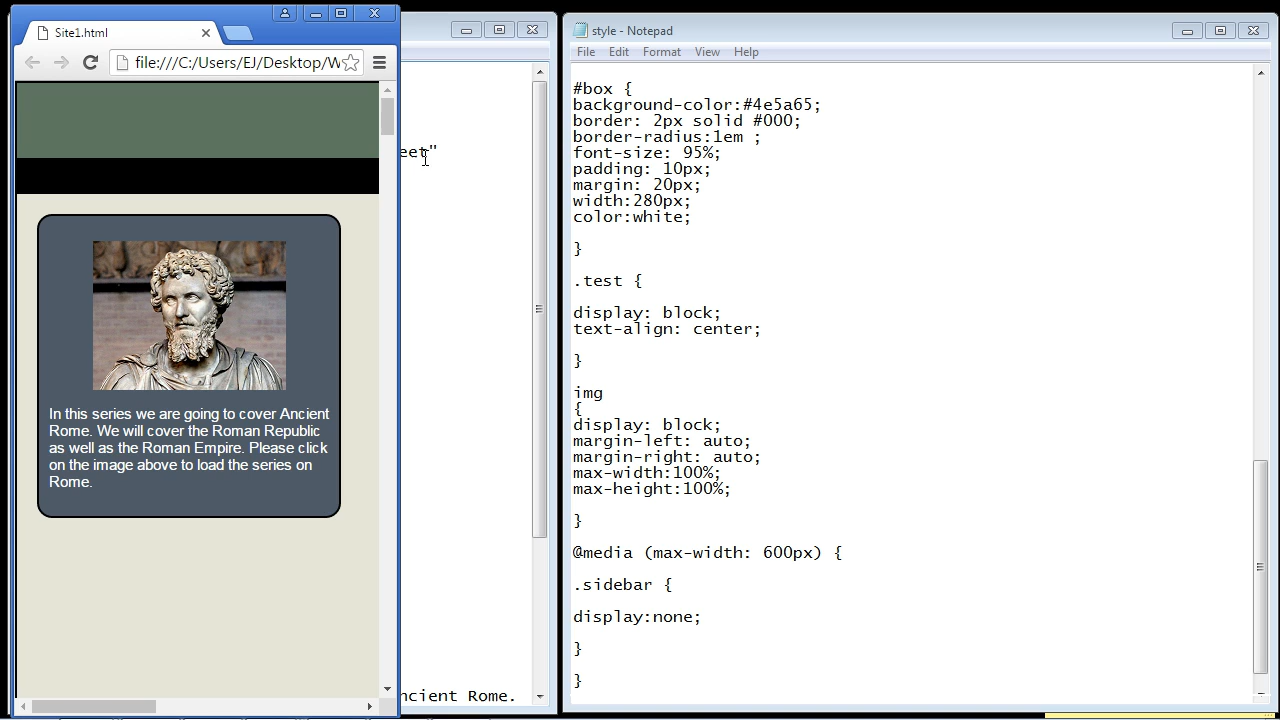 Site1.html
file:///C:/Users/EJ/Desktop/W
In this series we are going to cover Ancient
Rome. We will cover the Roman Republic
as well as the Roman Empire. Please click
on the image above to load the series on
Rome.
eet"
ncient Rome.
style - Notepad
File Edit Format View Help
#box {
background-color:#4e5a65;
border: 2px solid #000;
border-radius:1em ;
font-size: 95%;
padding: 10px;
margin: 20px;
width:280px;
color:white;
}
.test {
display: block;
text-align: center;
}
img
{
display: block;
margin-left: auto;
margin-right: auto;
max-width:100%;
max-height:100%;
}
@media (max-width: 600px) {
.sidebar {
display:none;
}
}